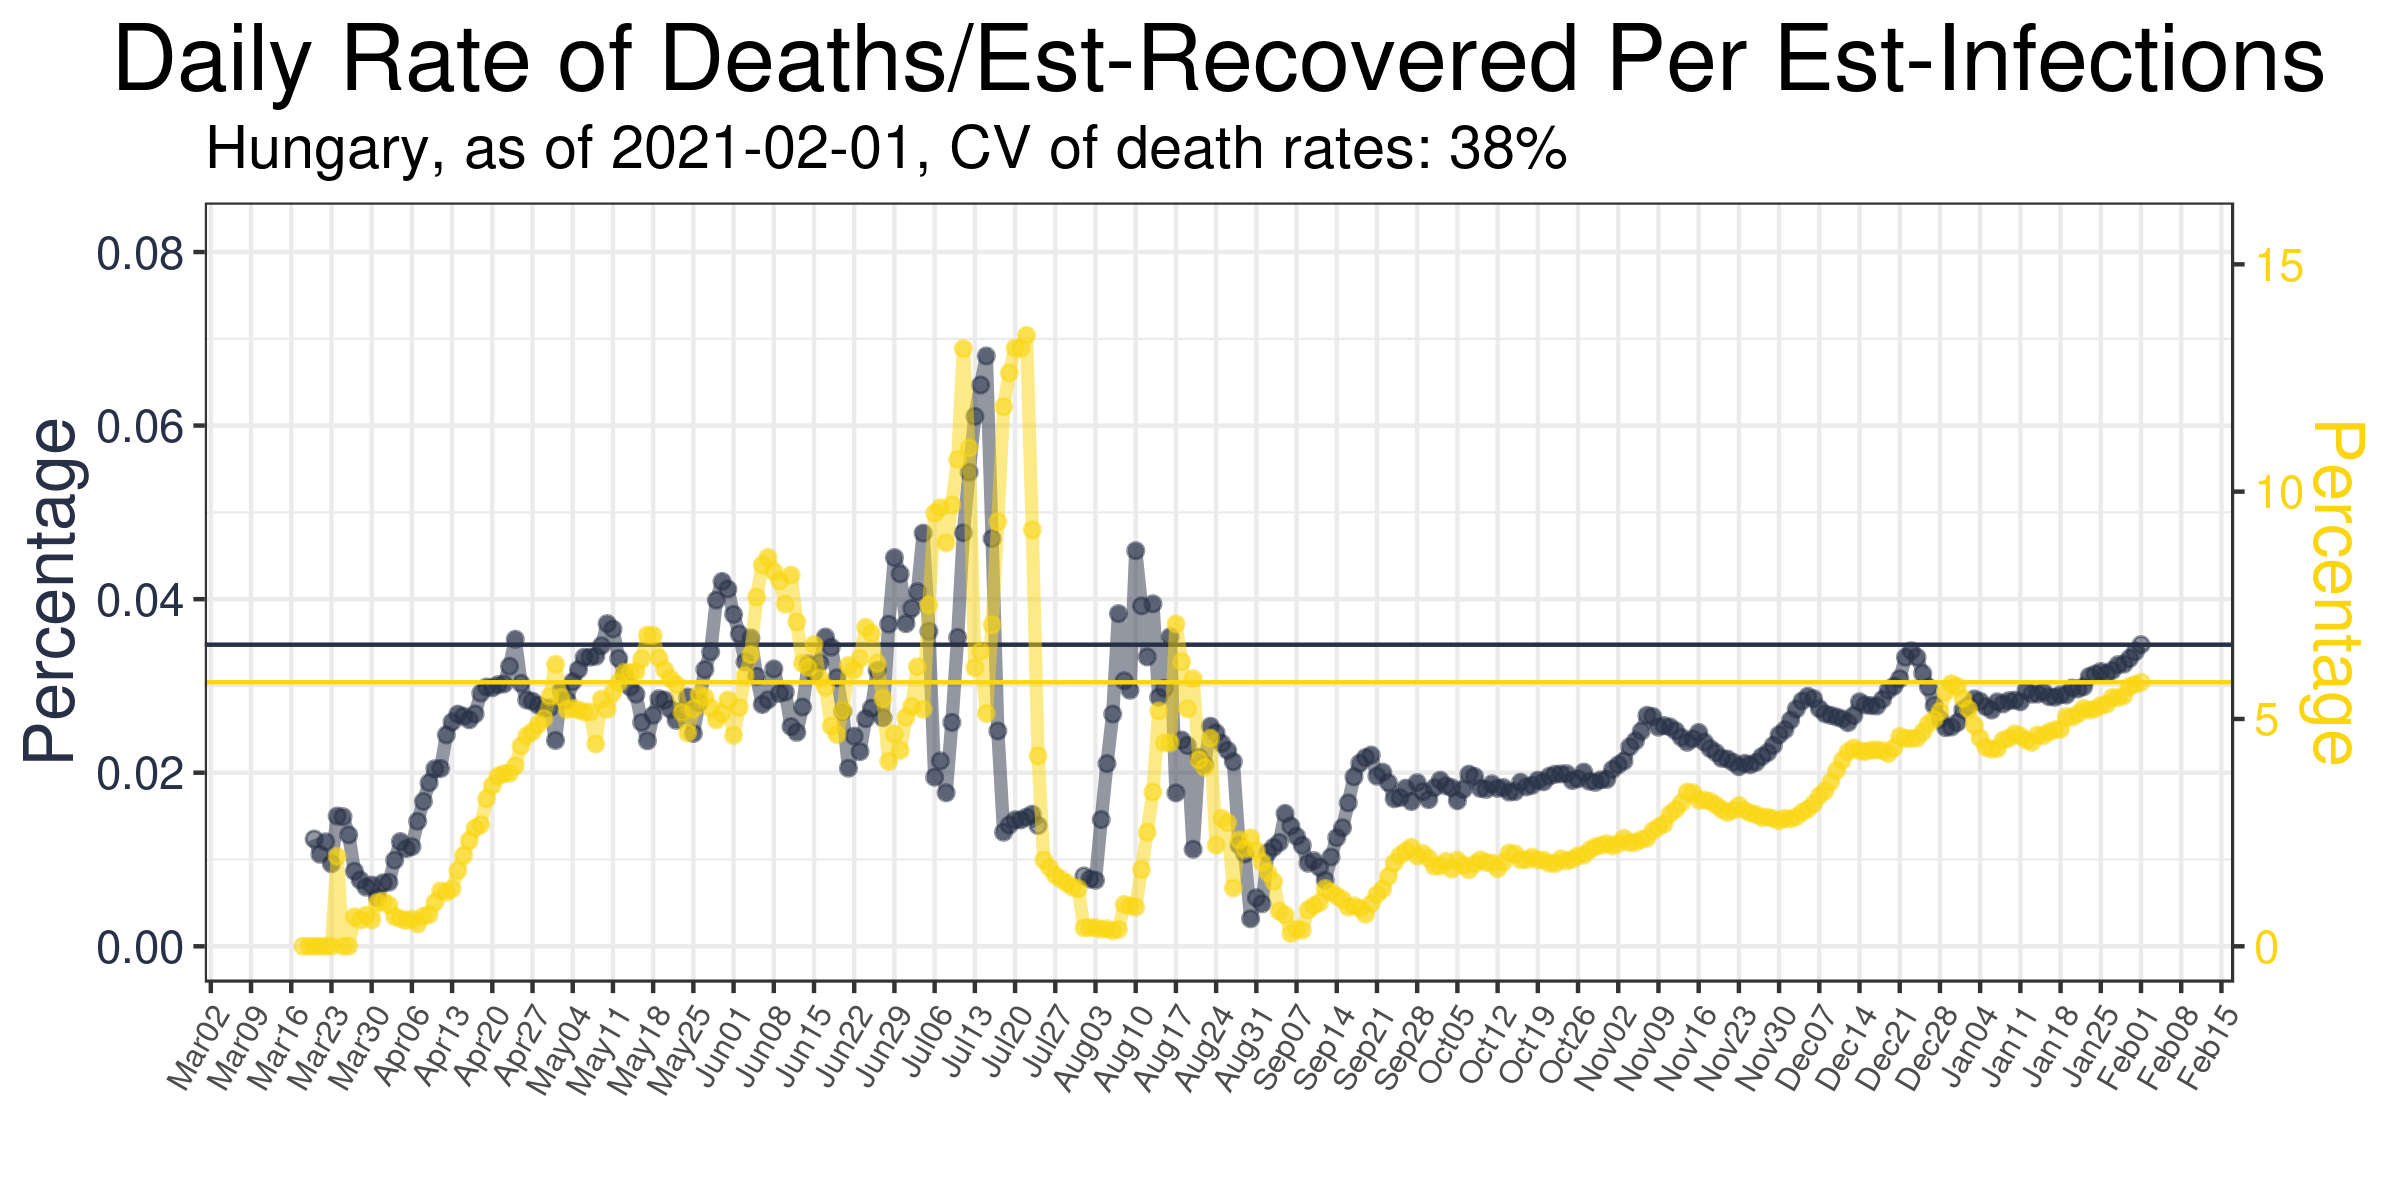 Daily Rate of Deaths/Est-Recovered Per Est-Infections
Hungary, as of 2021-02-01, CV of death rates: 38%
Percentage
0.08
0.06
0.04
0.02
0.00
15
10
5
0
Percentage
Mar02
Mar09
Mar16
Mar23
Mar30
Apr06
Apr13
Apr20
Apr27
May04
May11
May18
May25
Jun01
Jun08
Jun15
Jun22
Jun29
Jul06
Jul13
Jul20
Jul27
Aug03
Aug10
Aug17
Aug24
Aug31
Sep07
Sep14
Sep21
Sep28
Oct05
Oct12
Oct19
Oct26
Nov02
Nov09
Nov16
Nov23
Nov30
Dec07
Dec14
Dec21
Dec28
Jan04
Jan11
Jan18
Jan25
Feb01
Feb08
Feb15